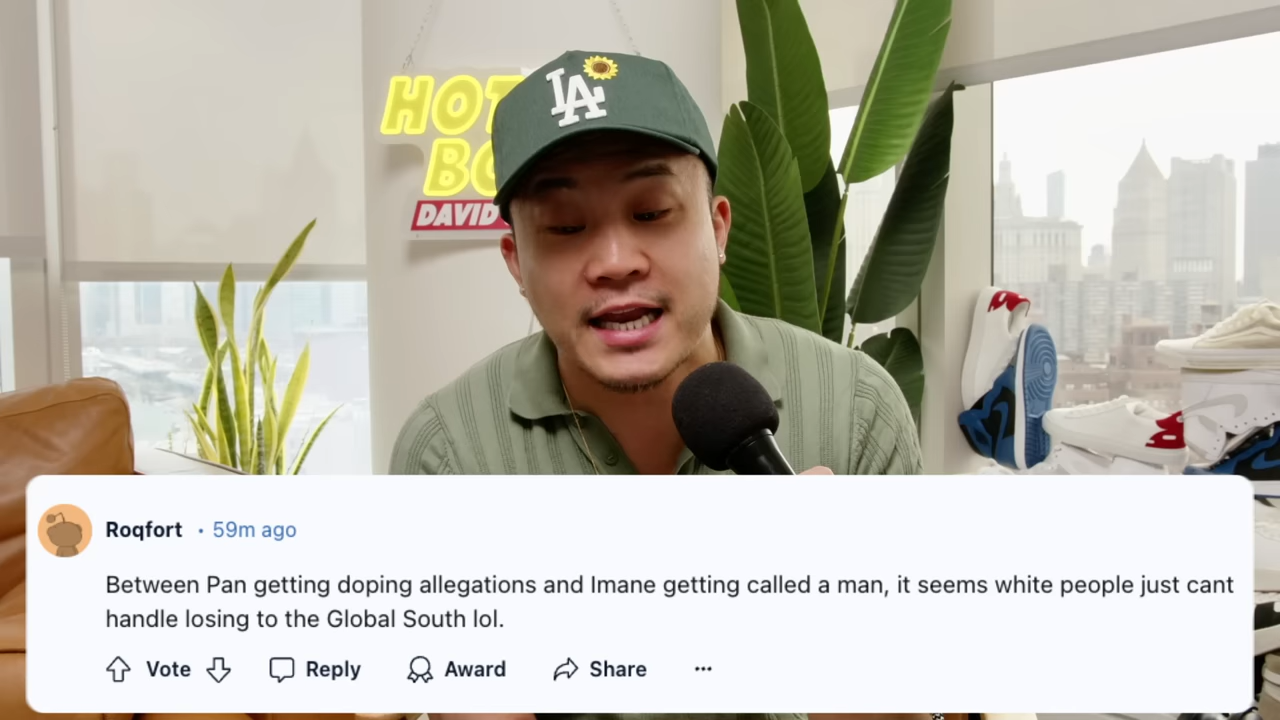 LA
HOT
BO
DAVID
Roqfort • 59m ago
Between Pan getting doping allegations and Imane getting called a man, it seems white people just cant
handle losing to the Global South lol.
Vote Reply Award Share ···